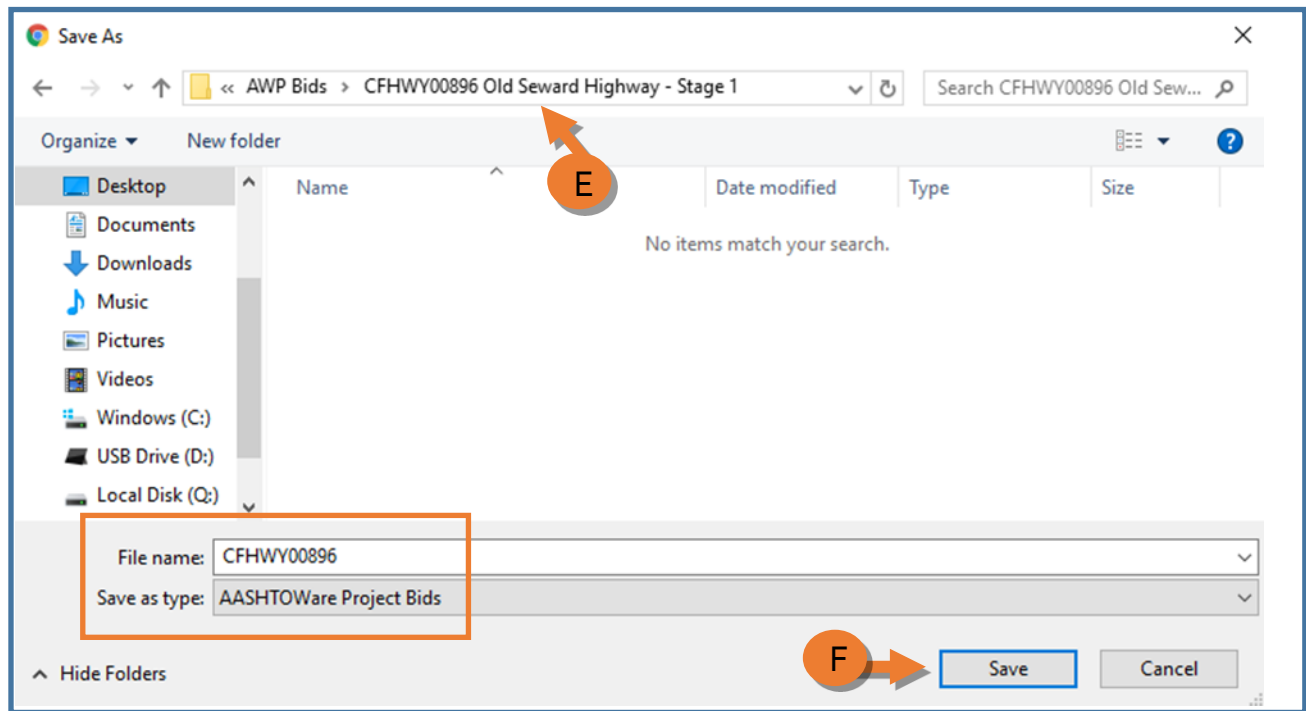 Save As
« AWP Bids > CFHWY00896 Old Seward Highway - Stage 1
Search CFHWY00896 Old Sew...
Organize New folder
?
E
Name Date modified Type Size
Desktop
Documents
Downloads
Music
Pictures
Videos
Windows (C:)
USB Drive (D:)
Local Disk (Q:)
No items match your search.
File name: CFHWY00896
Save as type: AASHTOWare Project Bids
F
Hide Folders Save Cancel